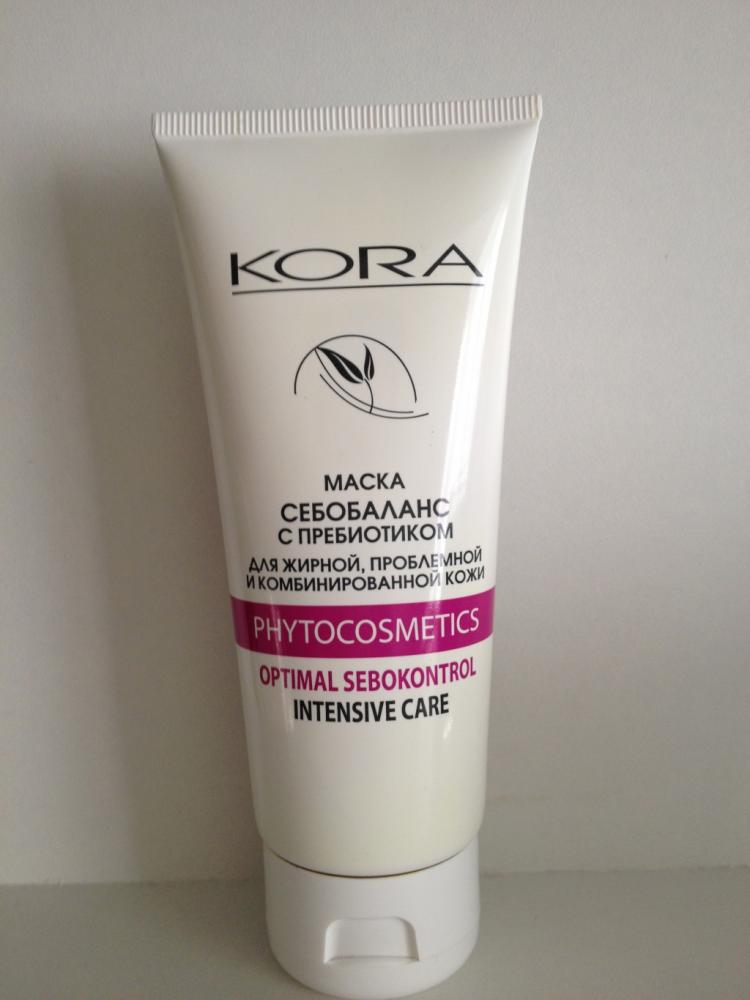 KORA
МАСКА
СЕБОБАЛАНС
С ПРЕБИОТИКОМ
ДЛЯ ЖИРНОЙ, ПРОБЛЕМНОЙ
И КОМБИНИРОВАННОЙ КОЖИ
PHYTOCOSMETICS
OPTIMAL SEBOKONTROL
INTENSIVE CARE